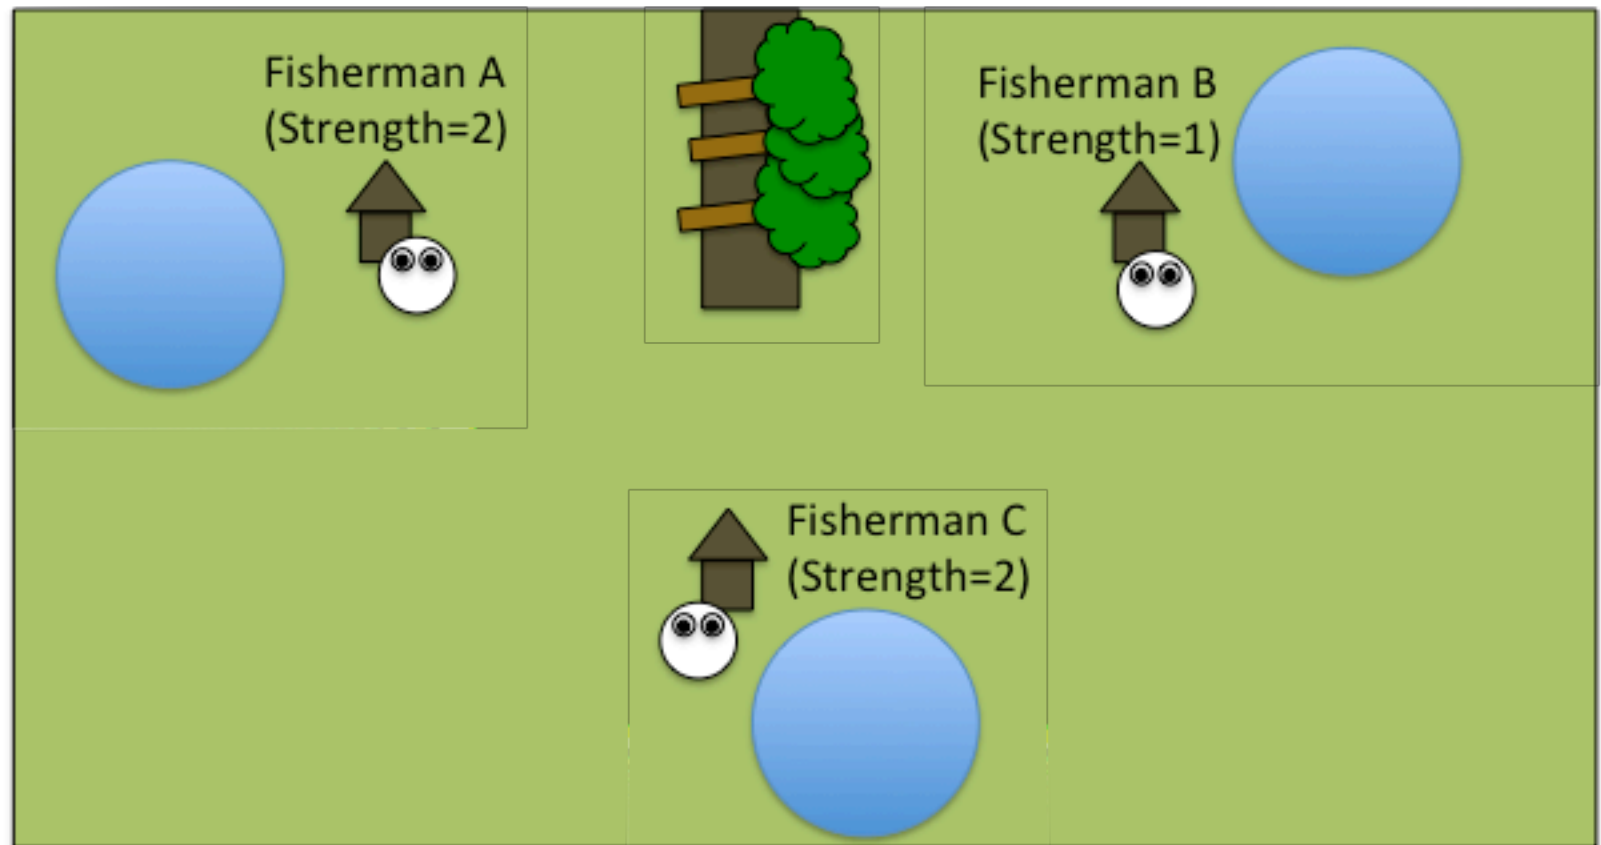 Fisherman A
(Strength=2)
Fisherman B
(Strength=1)
Fisherman C
(Strength=2)